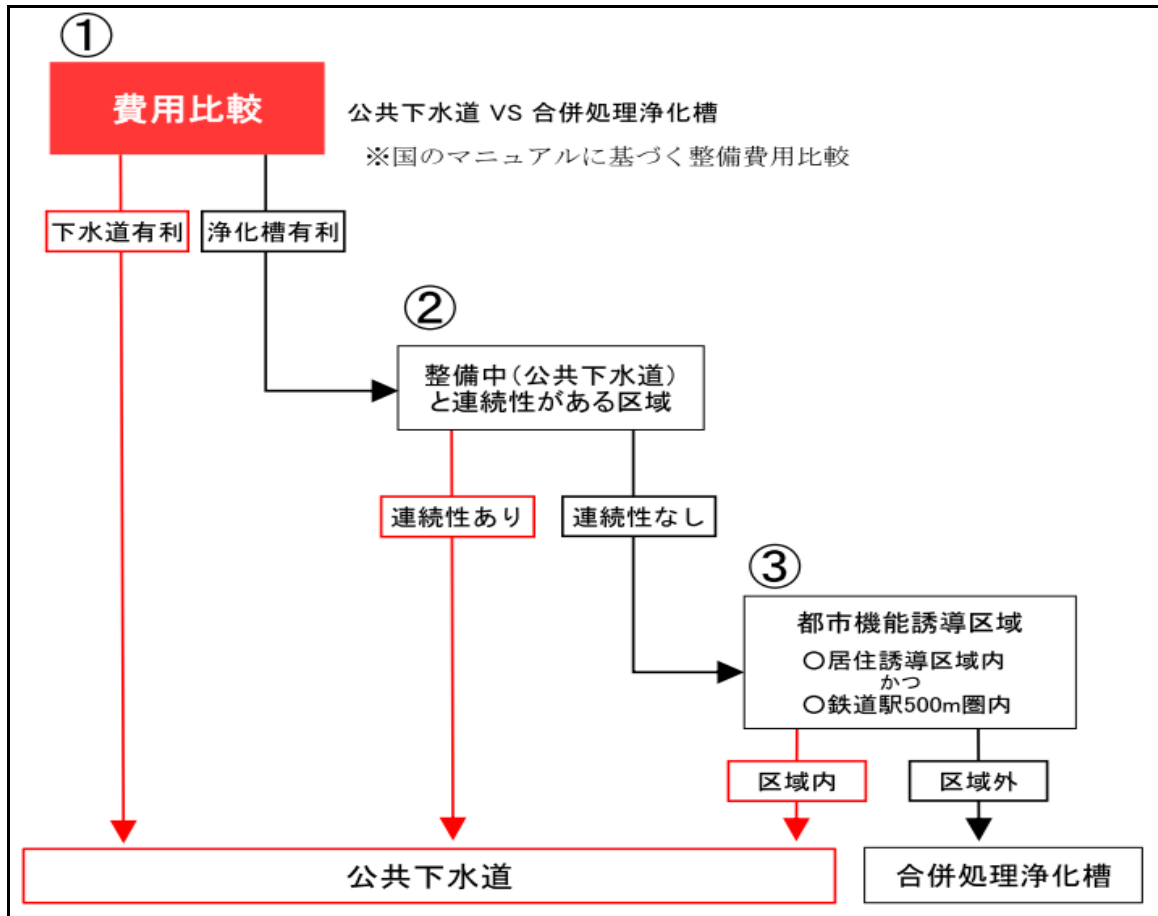 ①
費用比較
公共下水道 VS 合併処理浄化槽
※国のマニュアルに基づく整備費用比較
下水道有利
浄化槽有利
②
整備中(公共下水道)
と連続性がある区域
連続性あり
連続性なし
③
都市機能誘導区域
○居住誘導区域内
かつ
○鉄道駅500m圏内
区域内
区域外
公共下水道
合併処理浄化槽